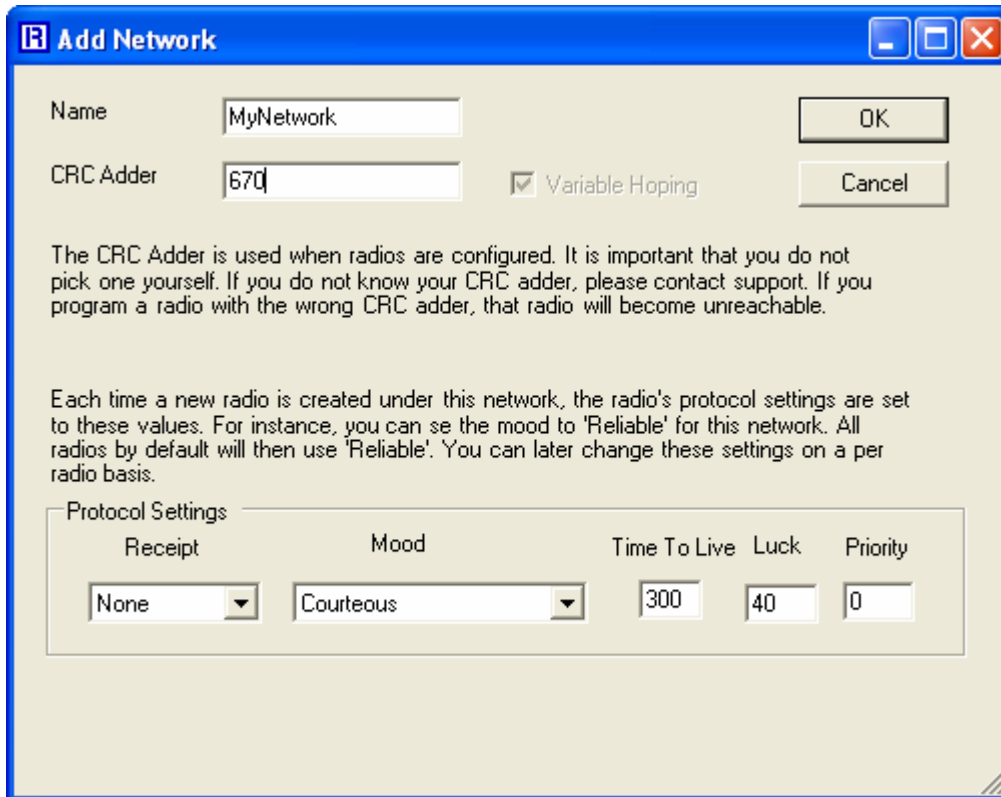 Add Network
Name
MyNetwork
OK
CRC Adder
670
Variable Hoping
Cancel
The CRC Adder is used when radios are configured. It is important that you do not
pick one yourself. If you do not know your CRC adder, please contact support. If you
program a radio with the wrong CRC adder, that radio will become unreachable.
Each time a new radio is created under this network, the radio's protocol settings are set
to these values. For instance, you can se the mood to 'Reliable' for this network. All
radios by default will then use 'Reliable'. You can later change these settings on a per
radio basis.
Protocol Settings
Receipt Mood Time To Live Luck Priority
None Courteous 300 40 0